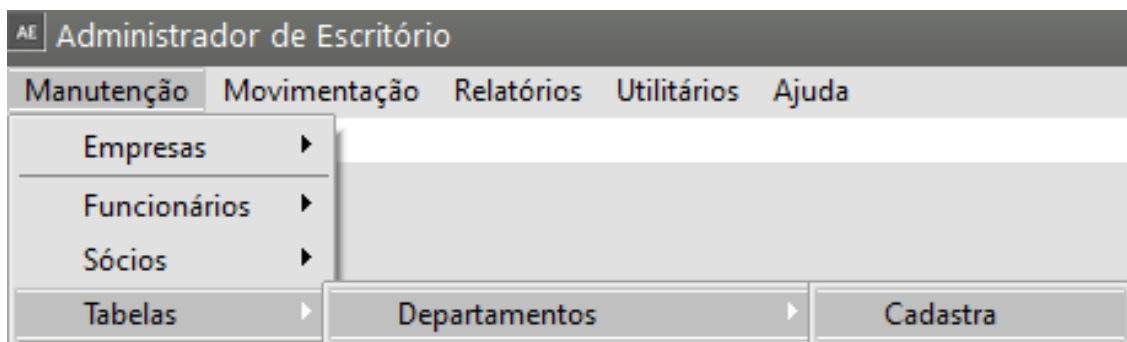 AE Administrador de Escritório
Manutenção Movimentação Relatórios Utilitários Ajuda
Empresas
Funcionários
Sócios
Tabelas Departamentos Cadastra